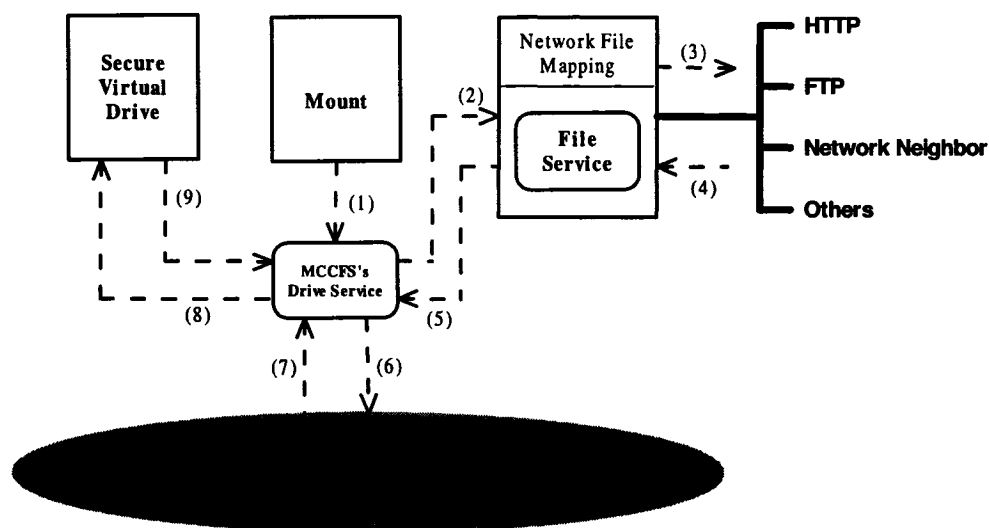 Secure
Virtual
Drive
Mount
Network File
Mapping
File
Service
HTTP
FTP
Network Neighbor
Others
MCCFS's
Drive Service
(1)
(2)
(3)
(4)
(5)
(6)
(7)
(8)
(9)